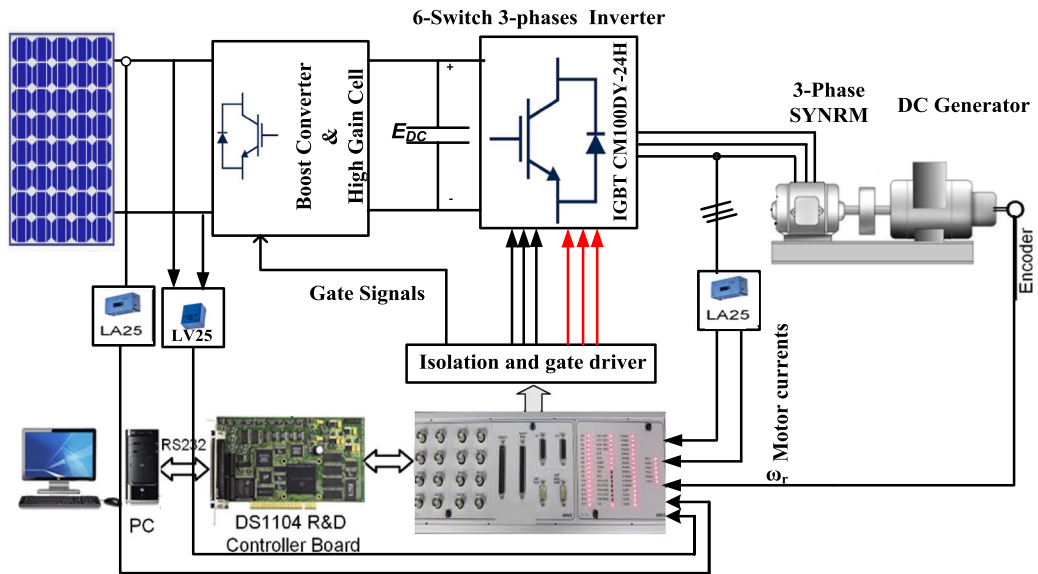 6-Switch 3-phases Inverter
Boost Converter
&
High Gain Cell
+
E_DC
-
IGBT CM100DY-24H
3-Phase
SYNRM
DC Generator
Encoder
Gate Signals
LA25
LV25
LA25
Isolation and gate driver
Motor currents
ωr
RS232
PC
DS1104 R&D
Controller Board